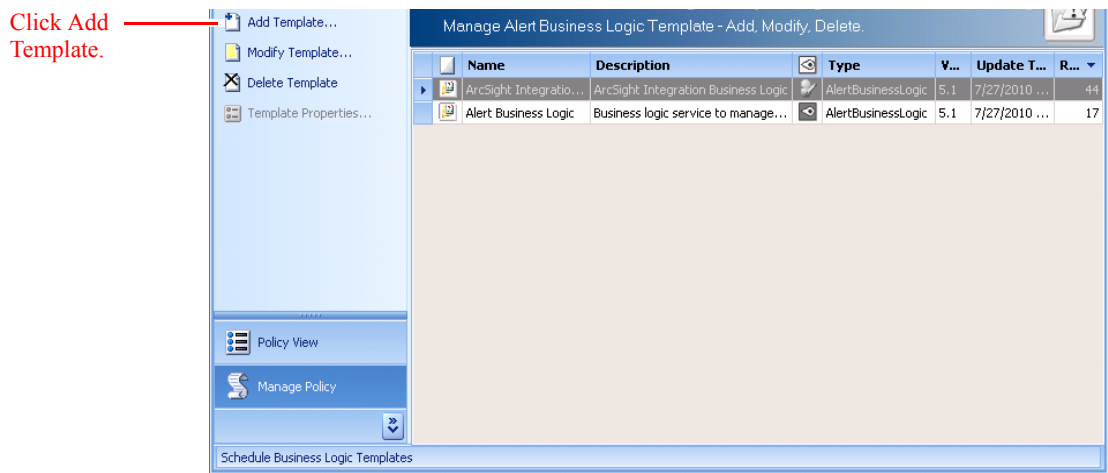 Click Add
Template.
Add Template...
Modify Template...
Delete Template
Template Properties...
Manage Alert Business Logic Template - Add, Modify, Delete.
Name Description Type V... Update T... R...
ArcSight Integratio... ArcSight Integration Business Logic AlertBusinessLogic 5.1 7/27/2010 ... 44
Alert Business Logic Business logic service to manage... AlertBusinessLogic 5.1 7/27/2010 ... 17
Policy View
Manage Policy
Schedule Business Logic Templates